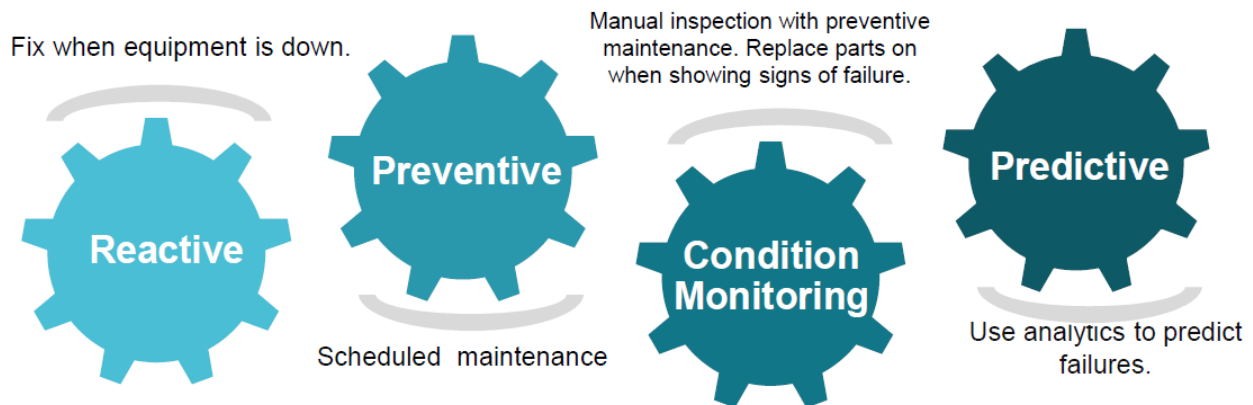 Fix when equipment is down.
Reactive
Preventive
Scheduled maintenance
Manual inspection with preventive
maintenance. Replace parts on
when showing signs of failure.
Condition
Monitoring
Predictive
Use analytics to predict
failures.